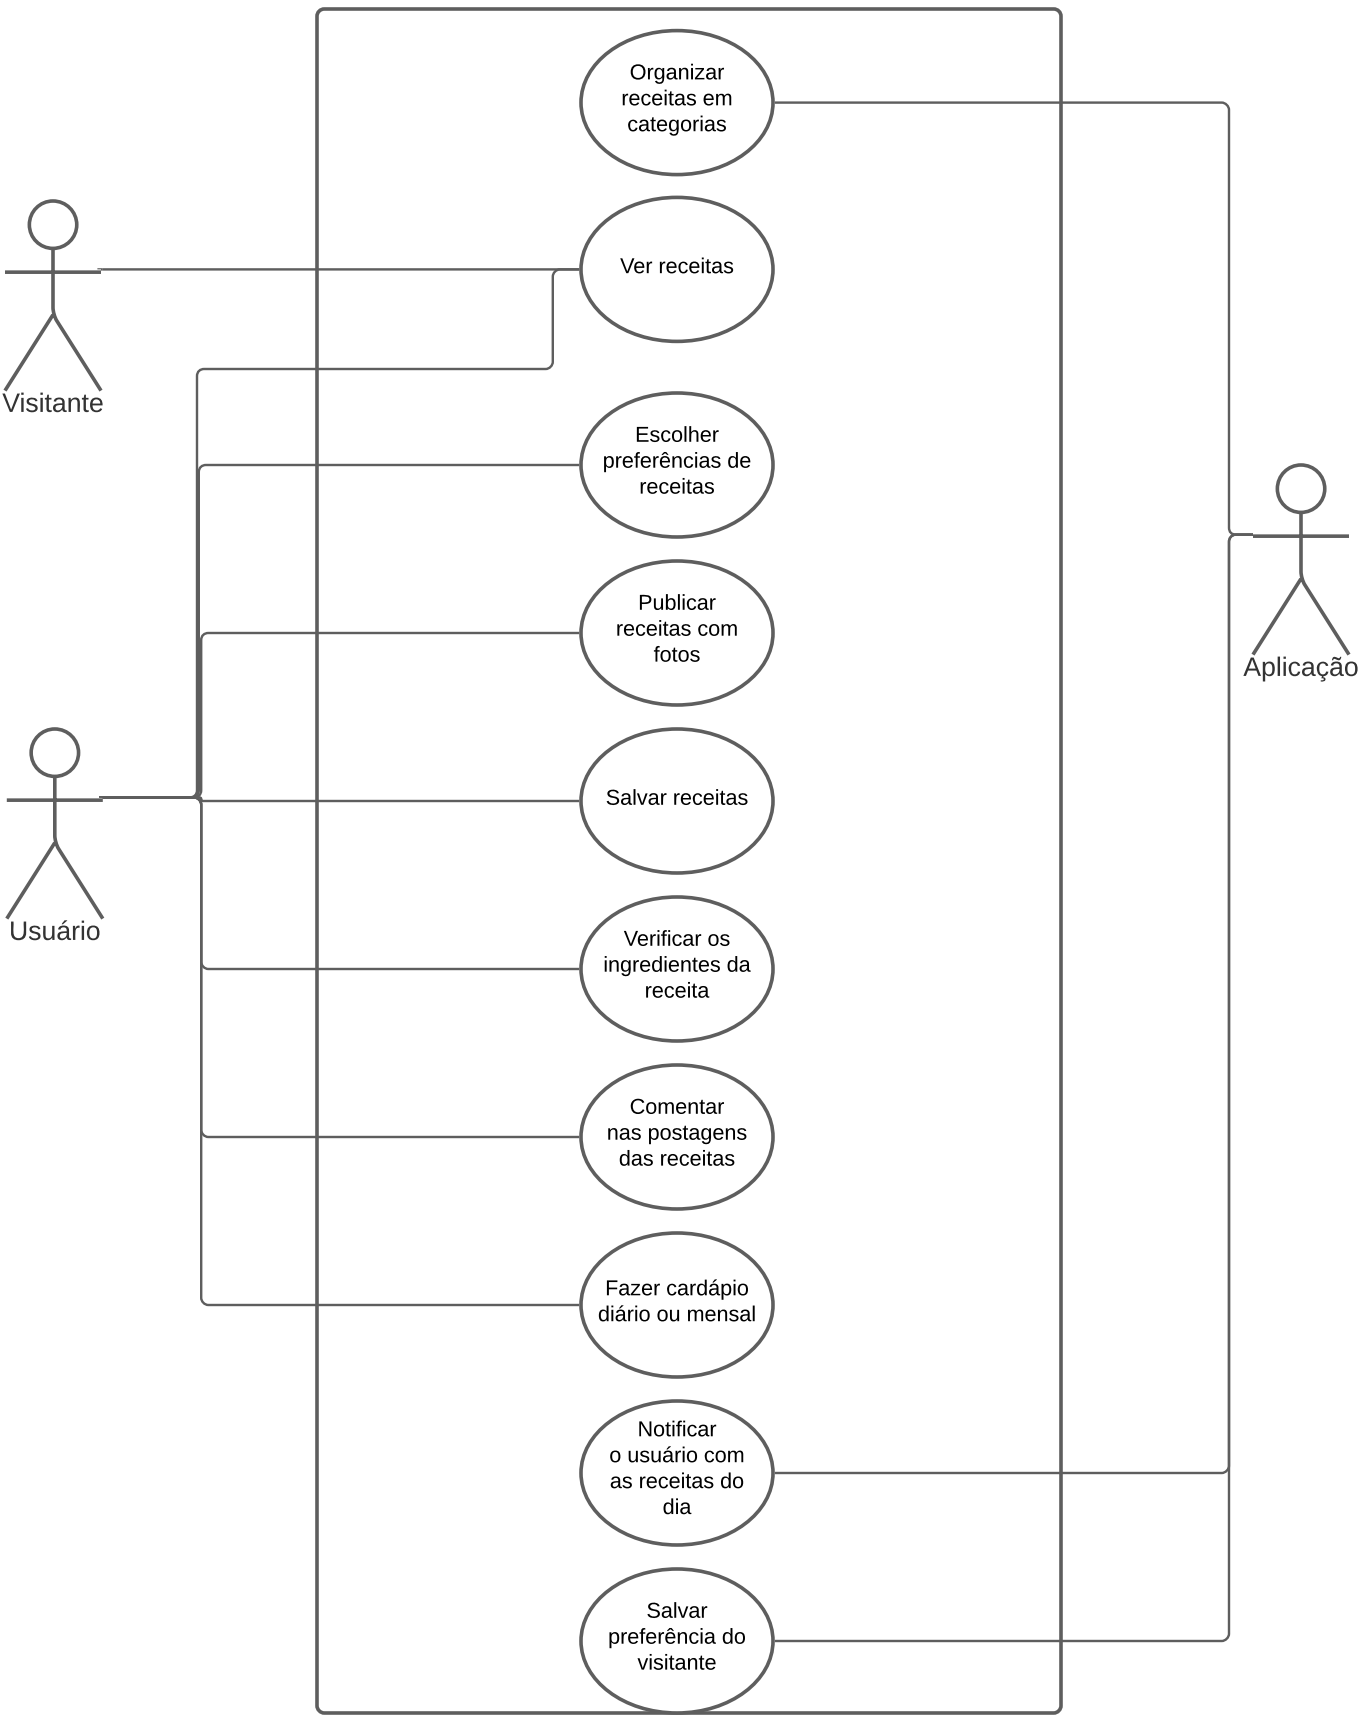 Organizar
receitas em
categorias
Ver receitas
Visitante
Escolher
preferências de
receitas
Publicar
receitas com
fotos
Aplicação
Salvar receitas
Usuário
Verificar os
ingredientes da
receita
Comentar
nas postagens
das receitas
Fazer cardápio
diário ou mensal
Notificar
o usuário com
as receitas do
dia
Salvar
preferência do
visitante